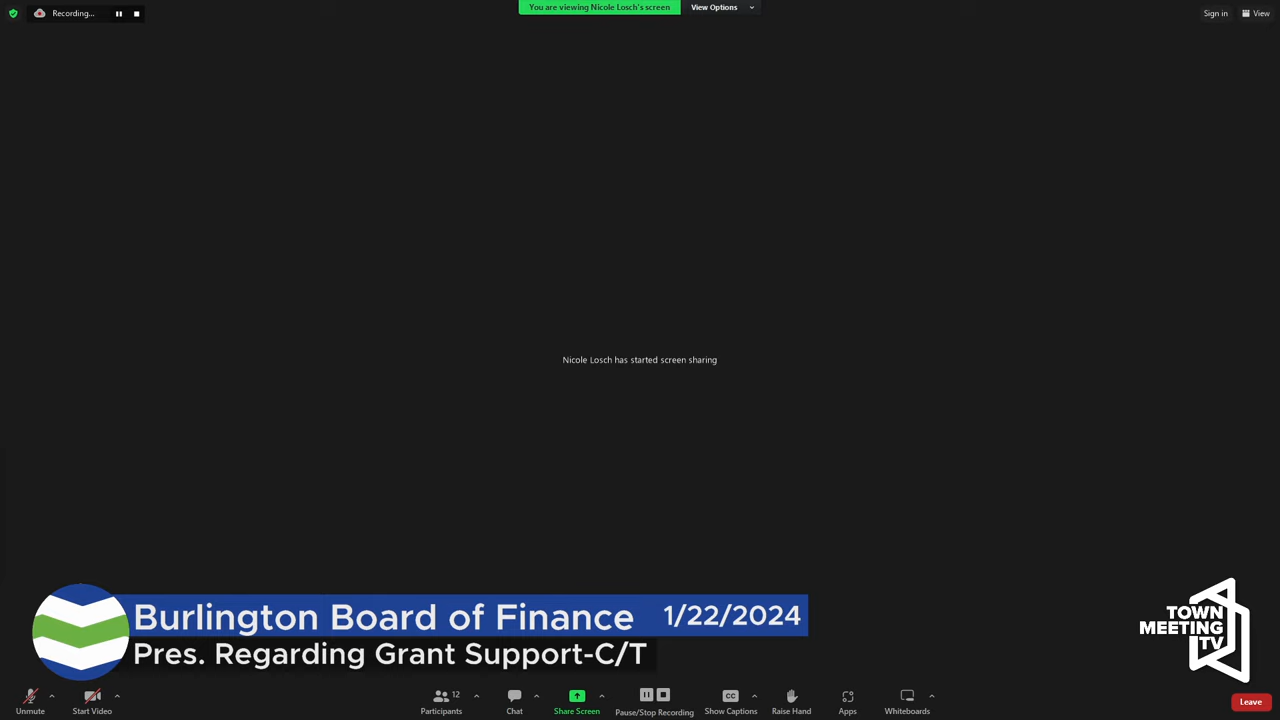 Recording...
You are viewing Nicole Losch's screen
View Options
Sign in
View
Nicole Losch has started screen sharing
Burlington Board of Finance 1/22/2024
Pres. Regarding Grant Support-C/T
TOWN
MEETING
TV
Unmute
Start Video
Participants 12
Chat
Share Screen
Pause/Stop Recording
CC
Show Captions
Raise Hand
Apps
Whiteboards
Leave